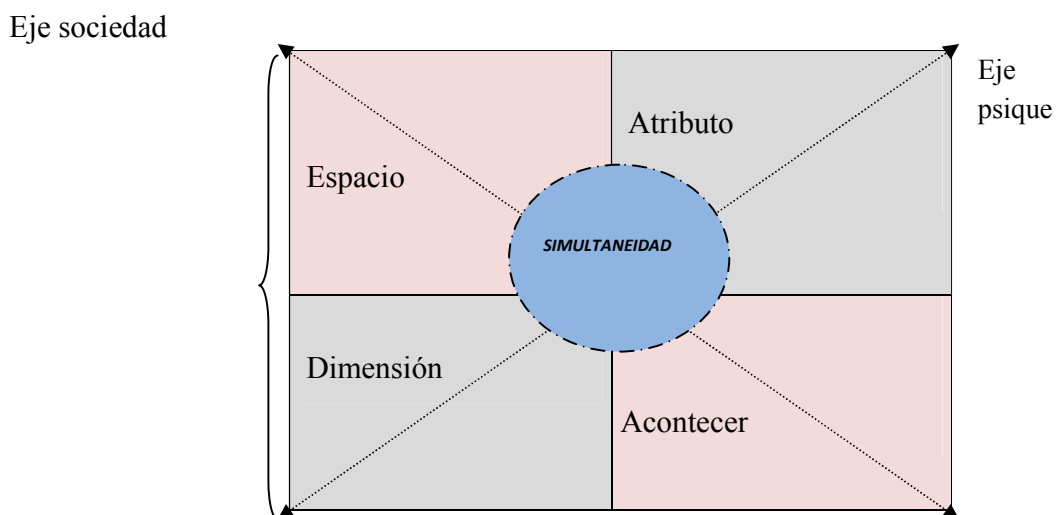 Eje sociedad
Eje
psique
Atributo
Espacio
SIMULTANEIDAD
Dimensión
Acontecer